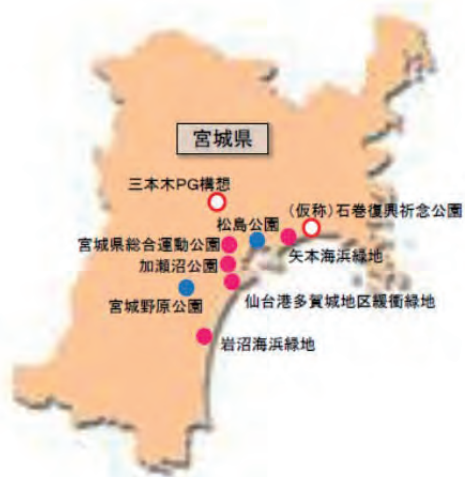 宮城県
三本木PG構想
松島公園
(仮称)石巻復興祈念公園
宮城県総合運動公園
矢本海浜緑地
加瀬沼公園
仙台港多賀城地区緩衝緑地
宮城野原公園
岩沼海浜緑地